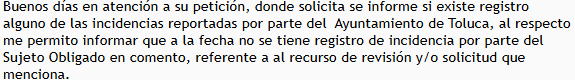 Buenos días en atención a su petición, donde solicita se informe si existe registro
alguno de las incidencias reportadas por parte del  Ayuntamiento de Toluca, al respecto
me permito informar que a la fecha no se tiene registro de incidencia por parte del
Sujeto Obligado en comento, referente a al recurso de revisión y/o solicitud que
menciona.